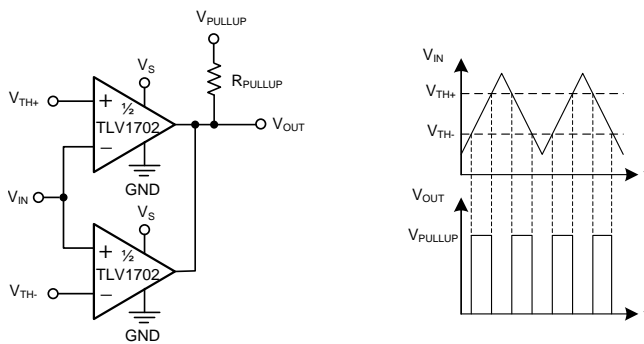 VPULLUP
RPULLUP
VS
VTH+
+
½
TLV1702
−
VOUT
GND
VIN
VS
+
½
TLV1702
VTH-
−
GND
VIN
VTH+
VTH-
VOUT
VPULLUP